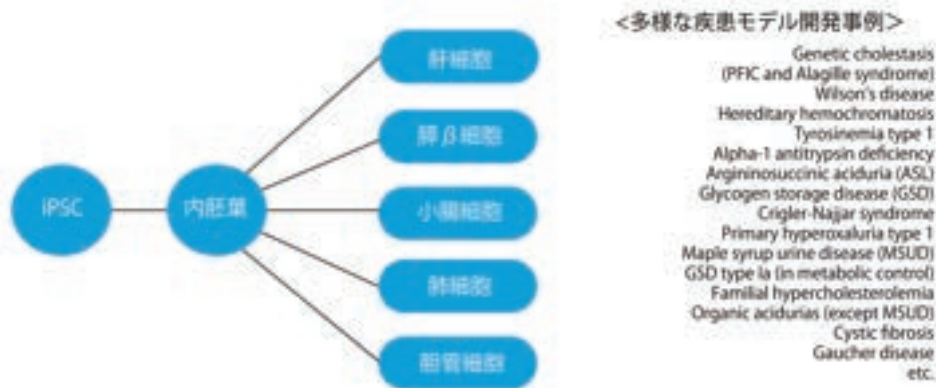 iPSC
内胚葉
肝細胞
膵β細胞
小腸細胞
肺細胞
胆管細胞
<多様な疾患モデル開発事例>
Genetic cholestasis
(PFIC and Alagille syndrome)
Wilson's disease
Hereditary hemochromatosis
Tyrosinemia type 1
Alpha-1 antitrypsin deficiency
Argininosuccinic aciduria (ASL)
Glycogen storage disease (GSD)
Crigler-Najjar syndrome
Primary hyperoxaluria type 1
Maple syrup urine disease (MSUD)
GSD type Ia (in metabolic control)
Familial hypercholesterolemia
Organic acidurias (except MSUD)
Cystic fibrosis
Gaucher disease
etc.